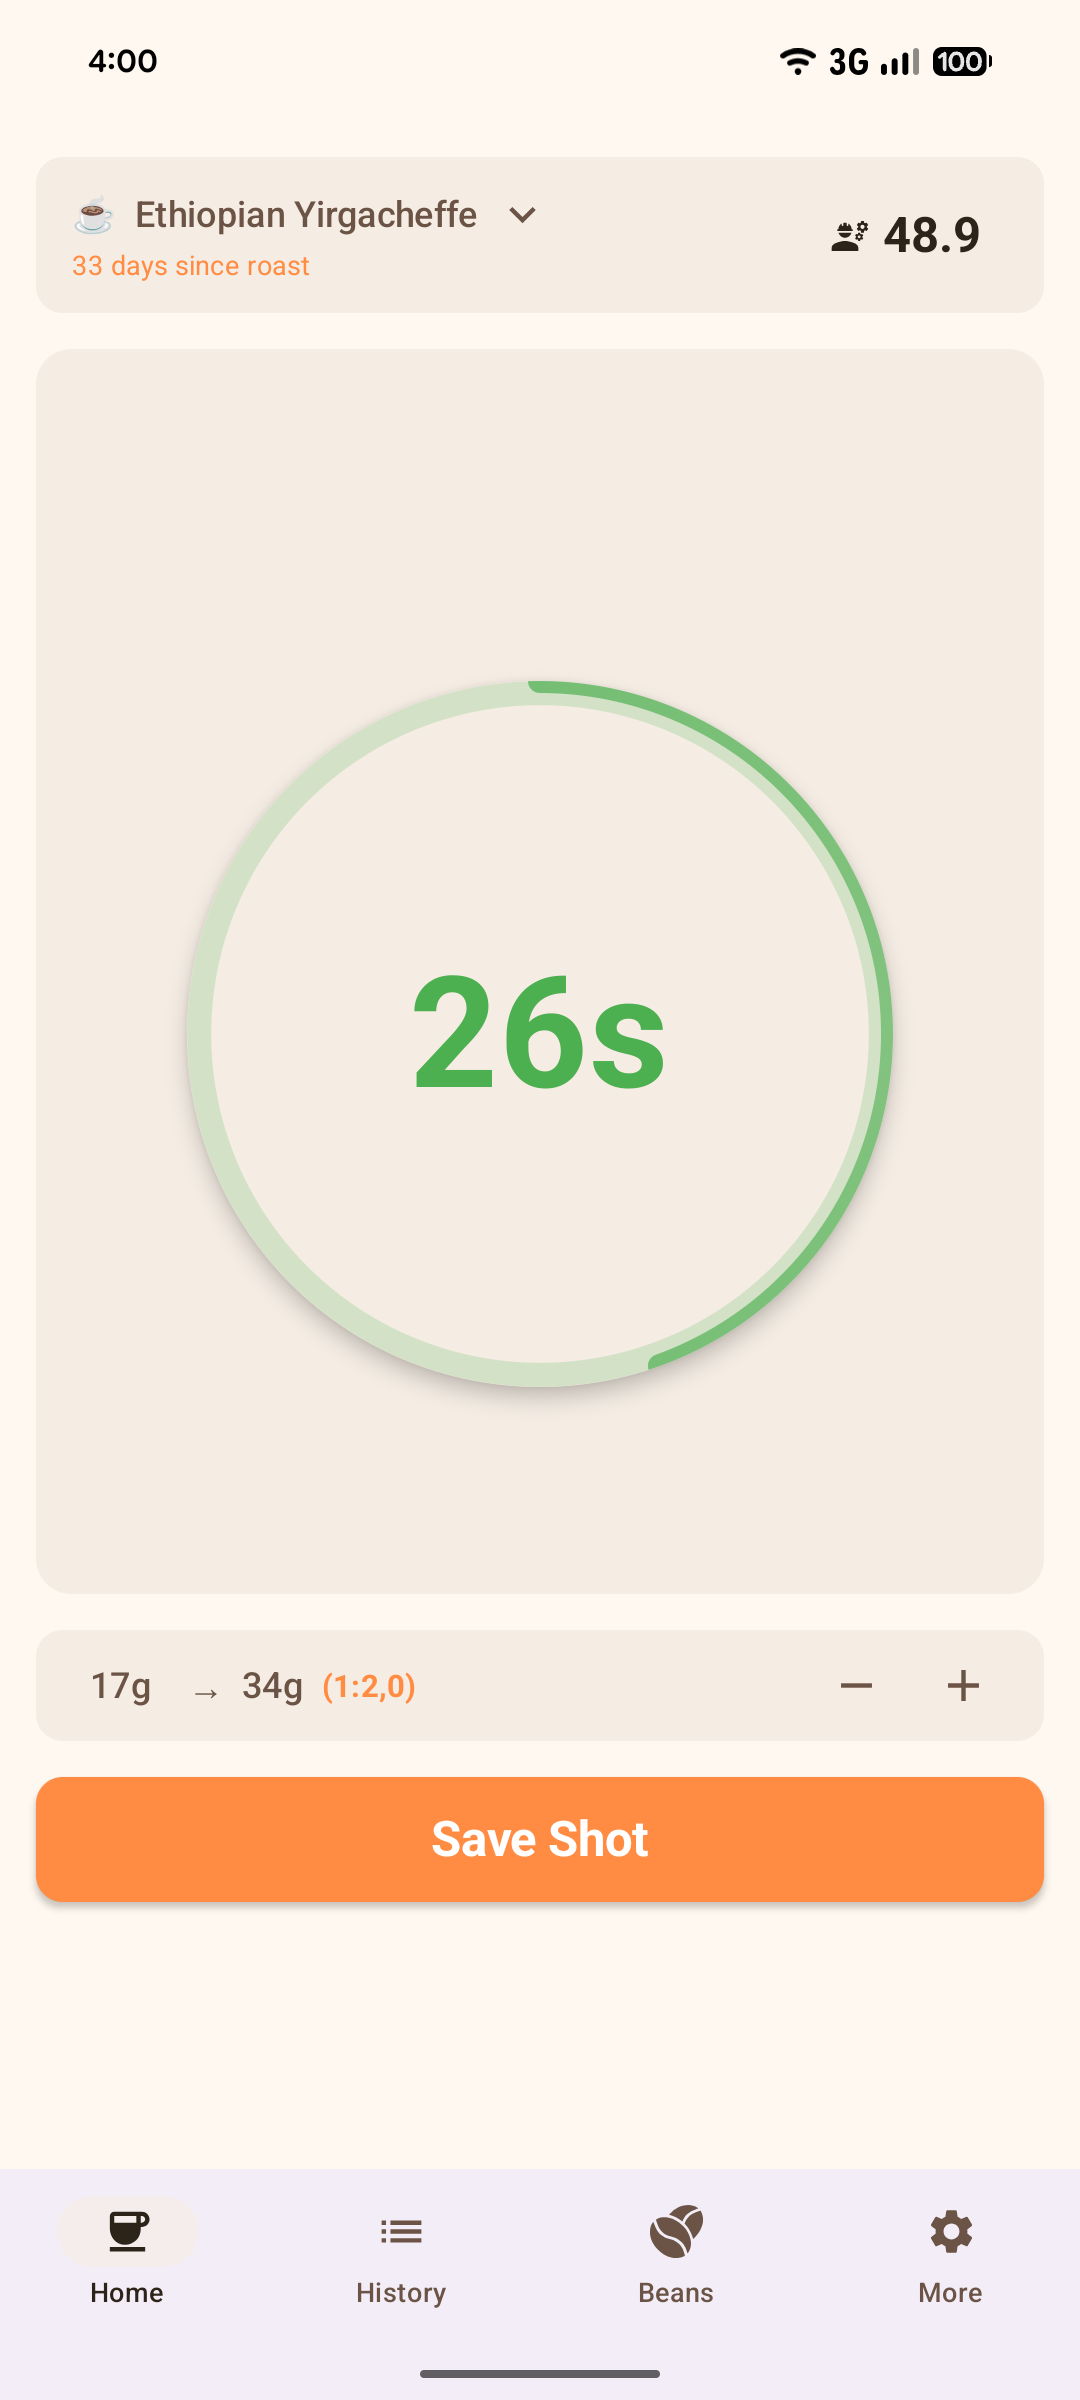 4:00
3G
100
Ethiopian Yirgacheffe
33 days since roast
48.9
26s
17g → 34g (1:2,0)
Save Shot
Home
History
Beans
More